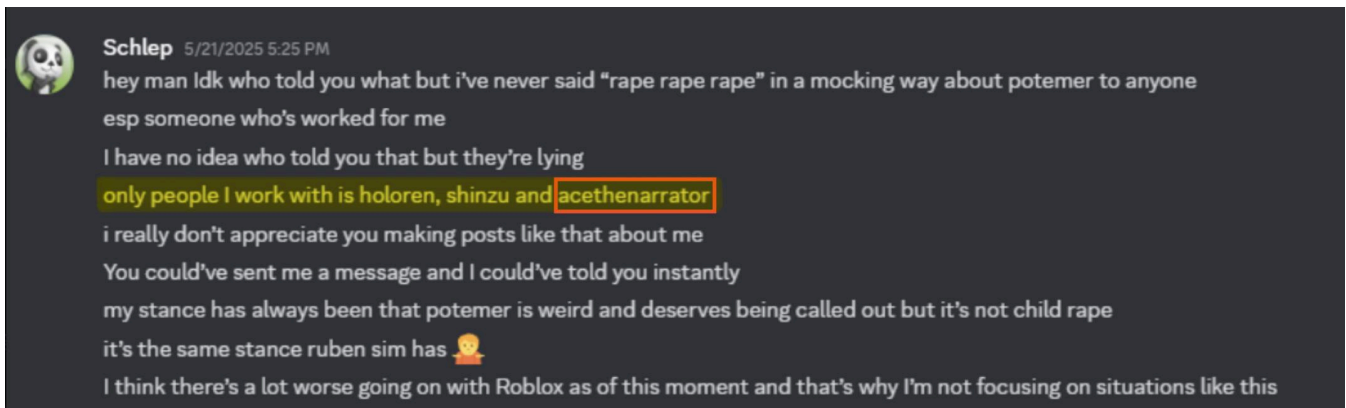 Schlep 5/21/2025 5:25 PM
hey man Idk who told you what but i've never said “rape rape rape” in a mocking way about potemer to anyone
esp someone who's worked for me
I have no idea who told you that but they're lying
only people I work with is holoren, shinzu and acethenarrator
i really don't appreciate you making posts like that about me
You could've sent me a message and I could've told you instantly
my stance has always been that potemer is weird and deserves being called out but it's not child rape
it's the same stance ruben sim has 🤷
I think there's a lot worse going on with Roblox as of this moment and that's why I'm not focusing on situations like this